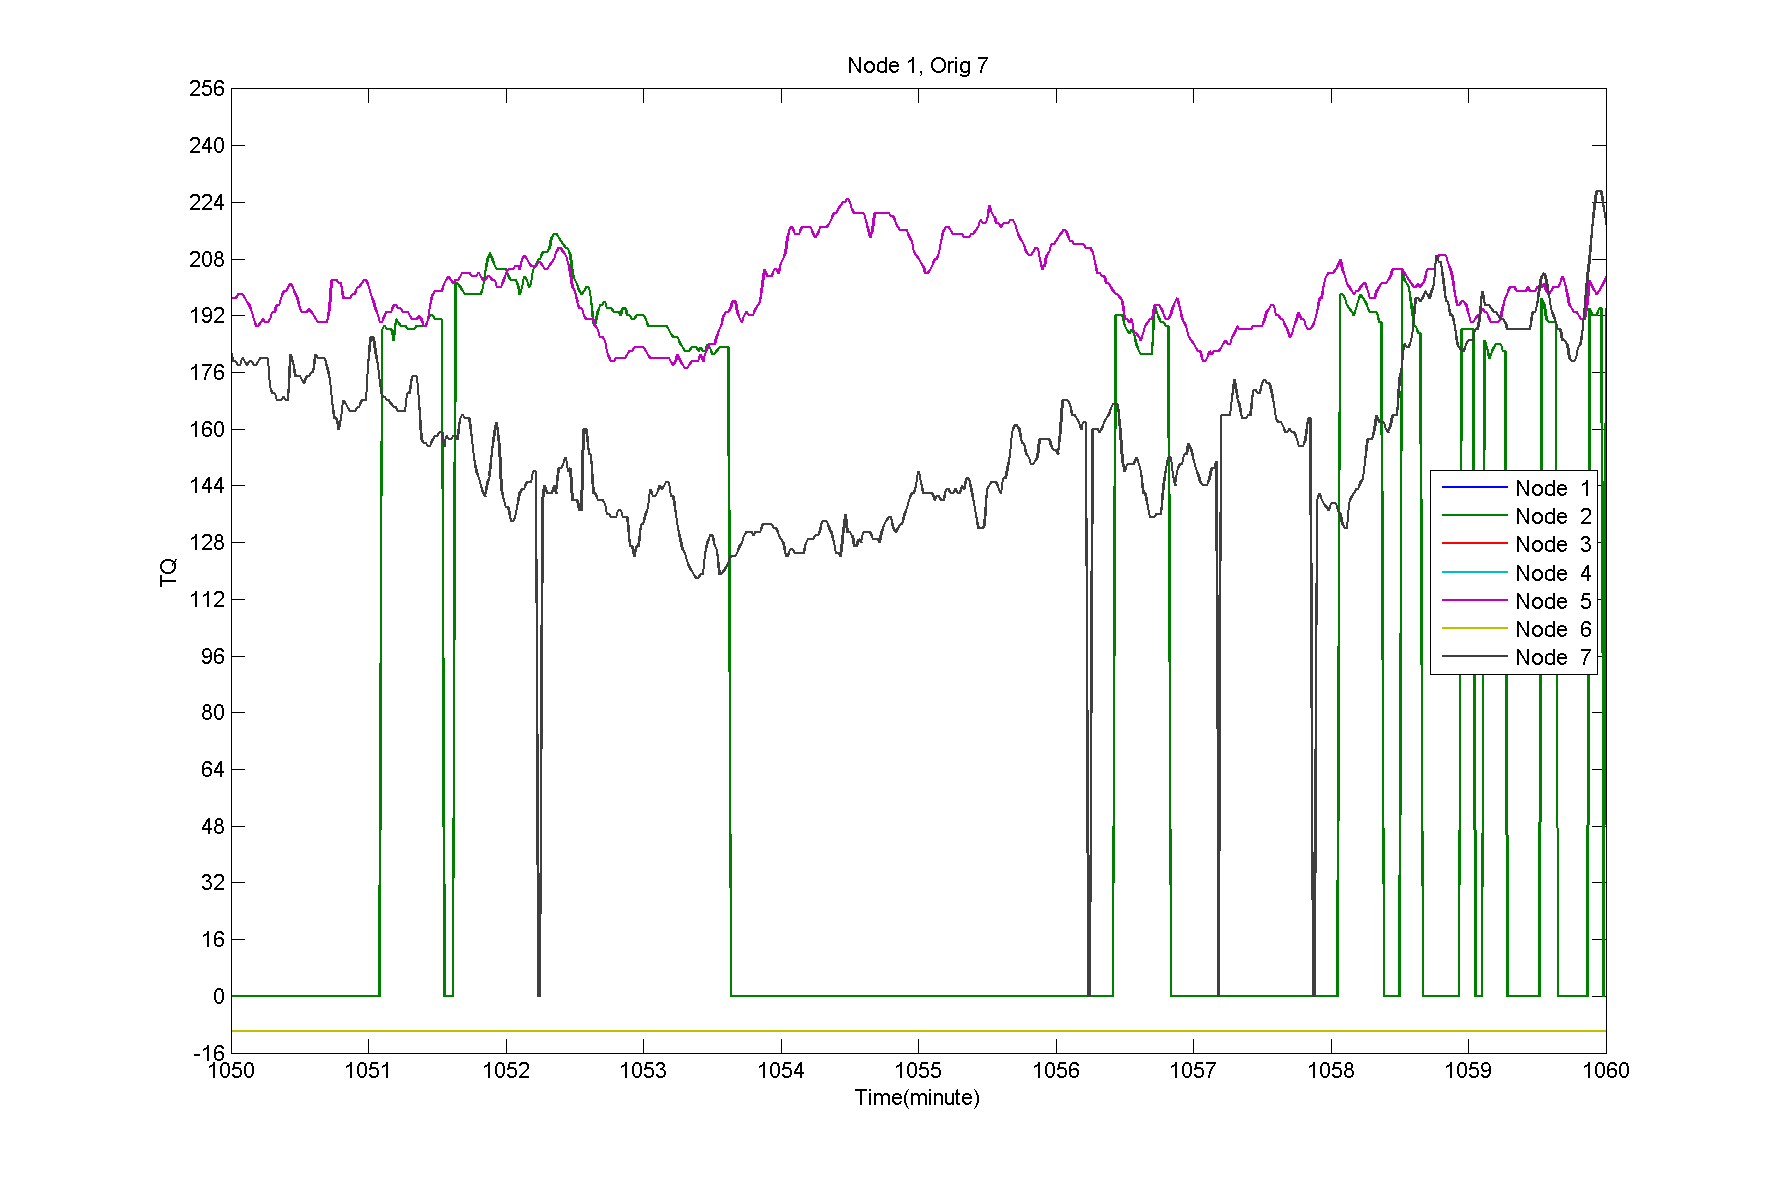 Node 1, Orig 7
256
240
224
208
192
176
160
144
128
112
96
80
64
48
32
16
0
-16
TQ
Node 1
Node 2
Node 3
Node 4
Node 5
Node 6
Node 7
1050 1051 1052 1053 1054 1055 1056 1057 1058 1059 1060
Time(minute)